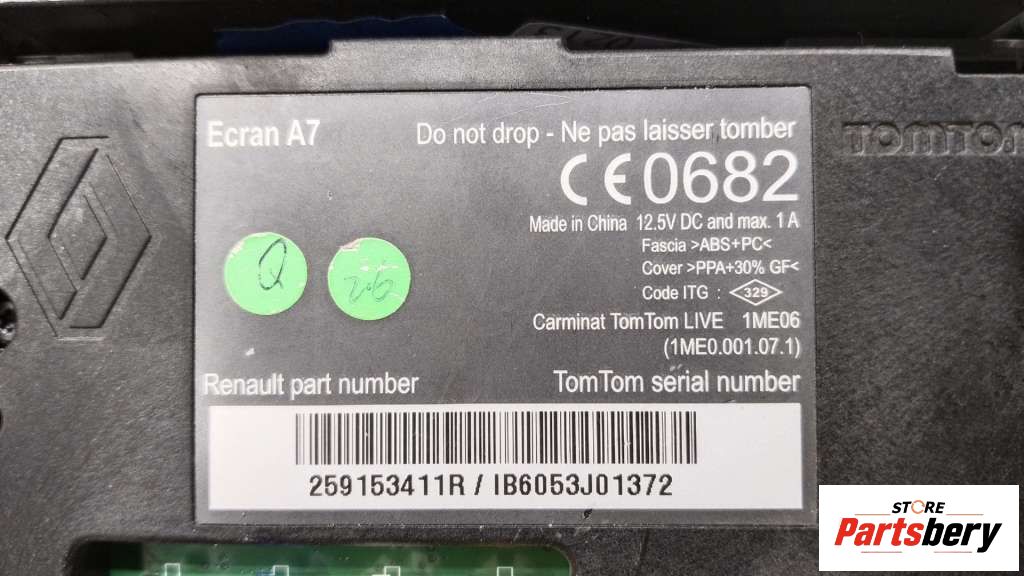 Ecran A7
Do not drop - Ne pas laisser tomber
TOMTOM
CE 0682
Made in China 12.5V DC and max. 1 A
Fascia >ABS+PC<
Cover >PPA+30% GF<
Code ITG : 329
Q
26
Carminat TomTom LIVE 1ME06
(1ME0.001.07.1)
Renault part number
TomTom serial number
259153411R / IB6053J01372
STORE
Partsbery